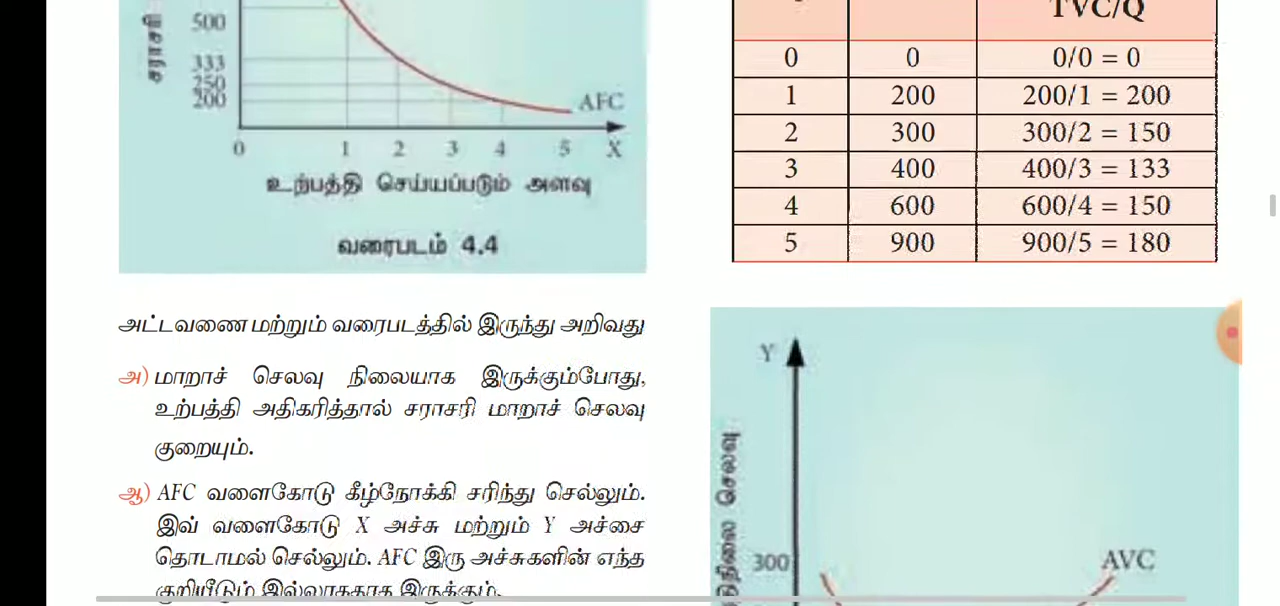 சராசரி
500
333
250
200
AFC
0 1 2 3 4 5 X
உற்பத்தி செய்யப்படும் அளவு
வரைபடம் 4.4
அட்டவணை மற்றும் வரைபடத்தில் இருந்து அறிவது
அ) மாறாச் செலவு நிலையாக இருக்கும்போது,
உற்பத்தி அதிகரித்தால் சராசரி மாறாச் செலவு
குறையும்.
ஆ) AFC வளைகோடு கீழ்நோக்கி சரிந்து செல்லும்.
இவ் வளைகோடு X அச்சு மற்றும் Y அச்சை
தொடாமல் செல்லும். AFC இரு அச்சுகளின் எந்த
TVC/Q
0 0 0/0 = 0
1 200 200/1 = 200
2 300 300/2 = 150
3 400 400/3 = 133
4 600 600/4 = 150
5 900 900/5 = 180
Y
செலவு
300
AVC